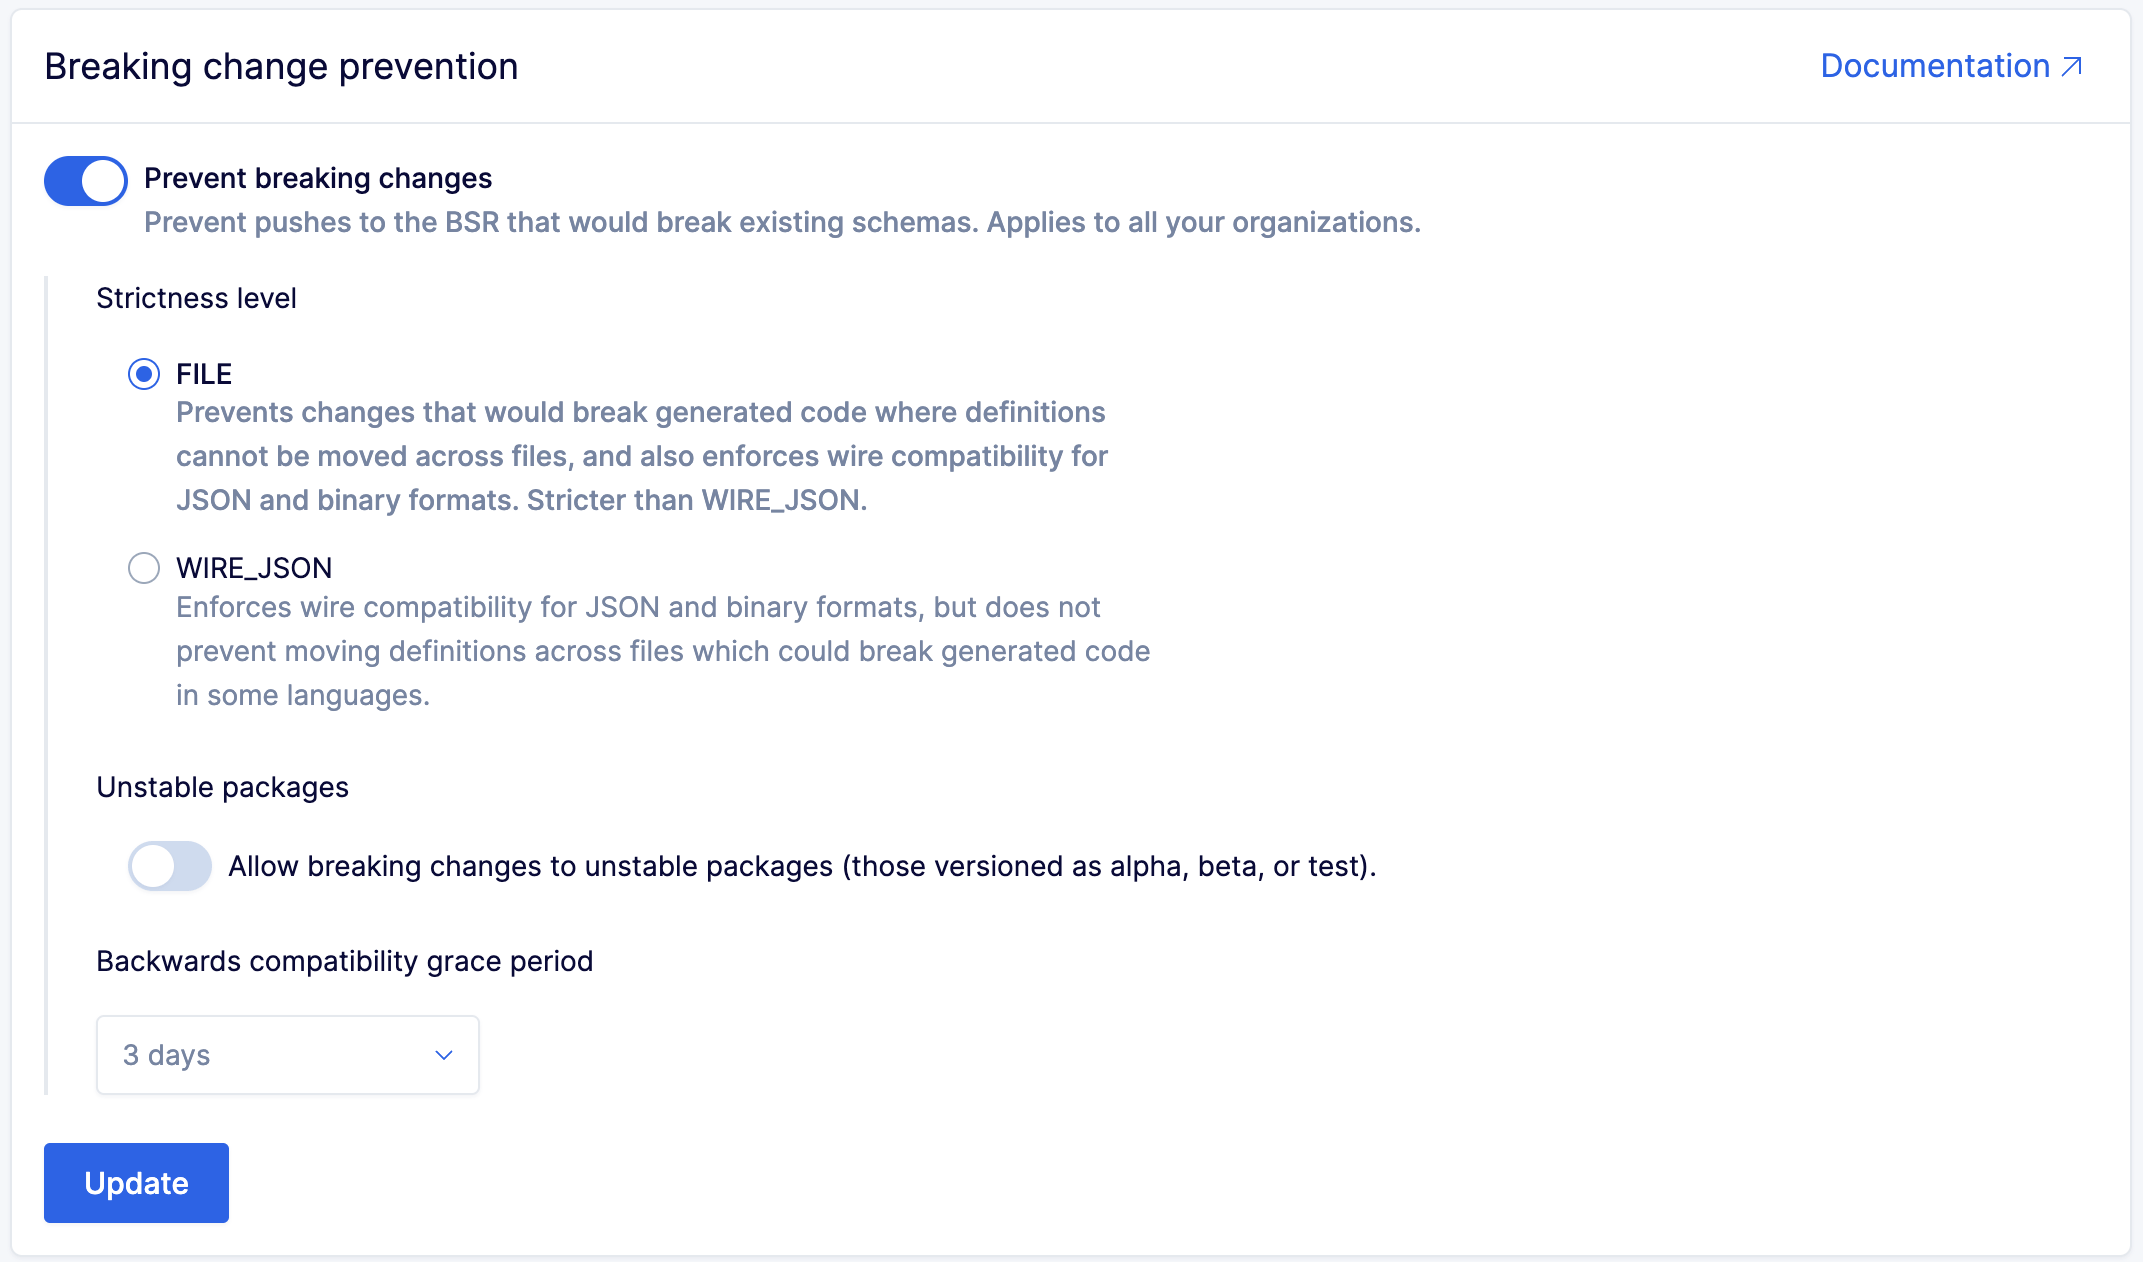 Breaking change prevention
Documentation
Prevent breaking changes
Prevent pushes to the BSR that would break existing schemas. Applies to all your organizations.
Strictness level
FILE
Prevents changes that would break generated code where definitions
cannot be moved across files, and also enforces wire compatibility for
JSON and binary formats. Stricter than WIRE_JSON.
WIRE_JSON
Enforces wire compatibility for JSON and binary formats, but does not
prevent moving definitions across files which could break generated code
in some languages.
Unstable packages
Allow breaking changes to unstable packages (those versioned as alpha, beta, or test).
Backwards compatibility grace period
3 days
Update